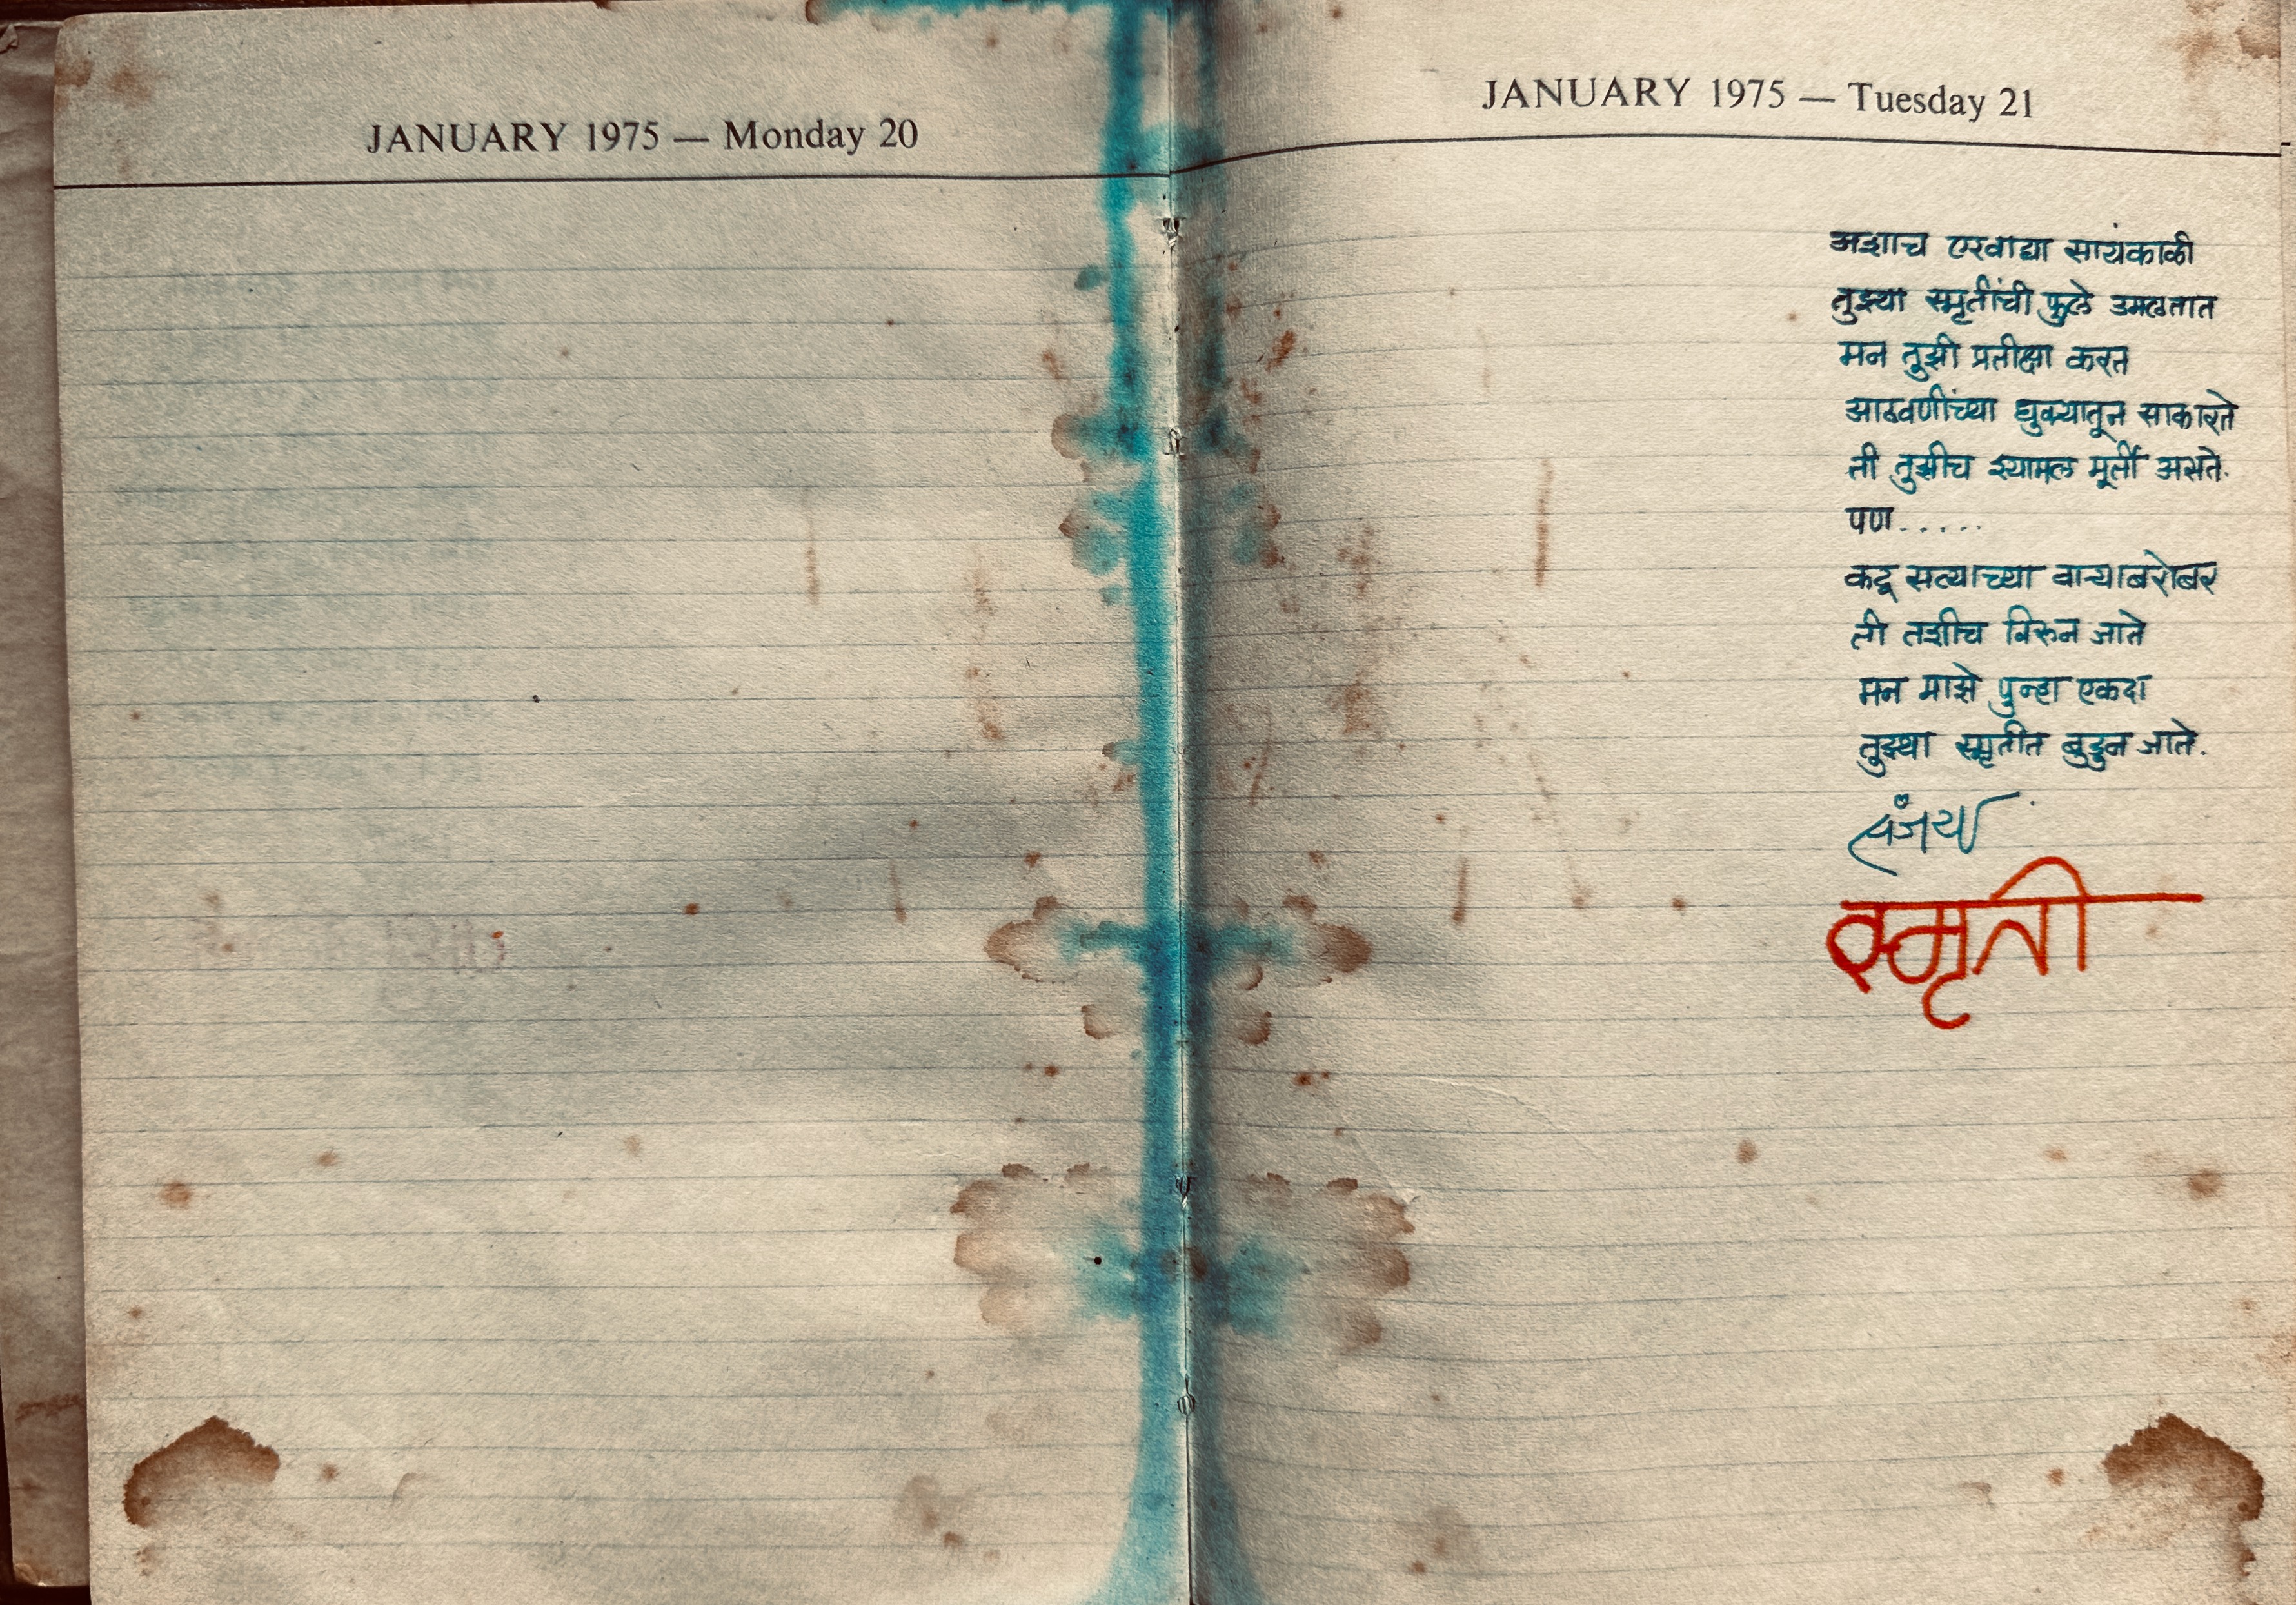 JANUARY 1975 — Monday 20
JANUARY 1975 — Tuesday 21
अशाच एखाद्या सायंकाळी
तुझ्या स्मृतींची फुले उमलतात
मन तुझी प्रतीक्षा करत
आठवणींच्या धुक्यातून साकारते
ती तुझीच श्यामल मूर्ती असते.
पण.....
कटू सत्याच्या वाऱ्याबरोबर
ती तशीच विरून जाते
मन माझे पुन्हा एकदा
तुझ्या स्मृतीत बुडुन जाते.
संजय
स्मृती